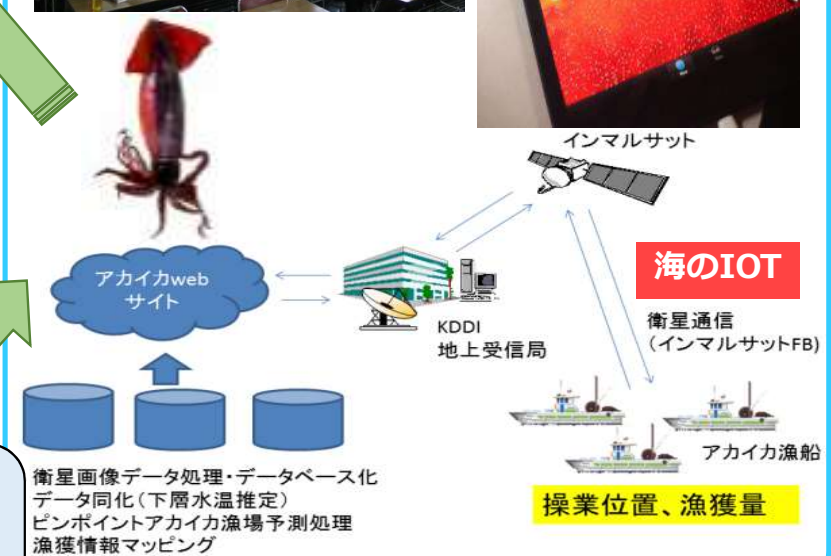 インマルサット
海のIOT
アカイカweb
サイト
KDDI
地上受信局
衛星通信
(インマルサットFB)
アカイカ漁船
操業位置、漁獲量
衛星画像データ処理・データベース化
データ同化(下層水温推定)
ピンポイントアカイカ漁場予測処理
漁獲情報マッピング